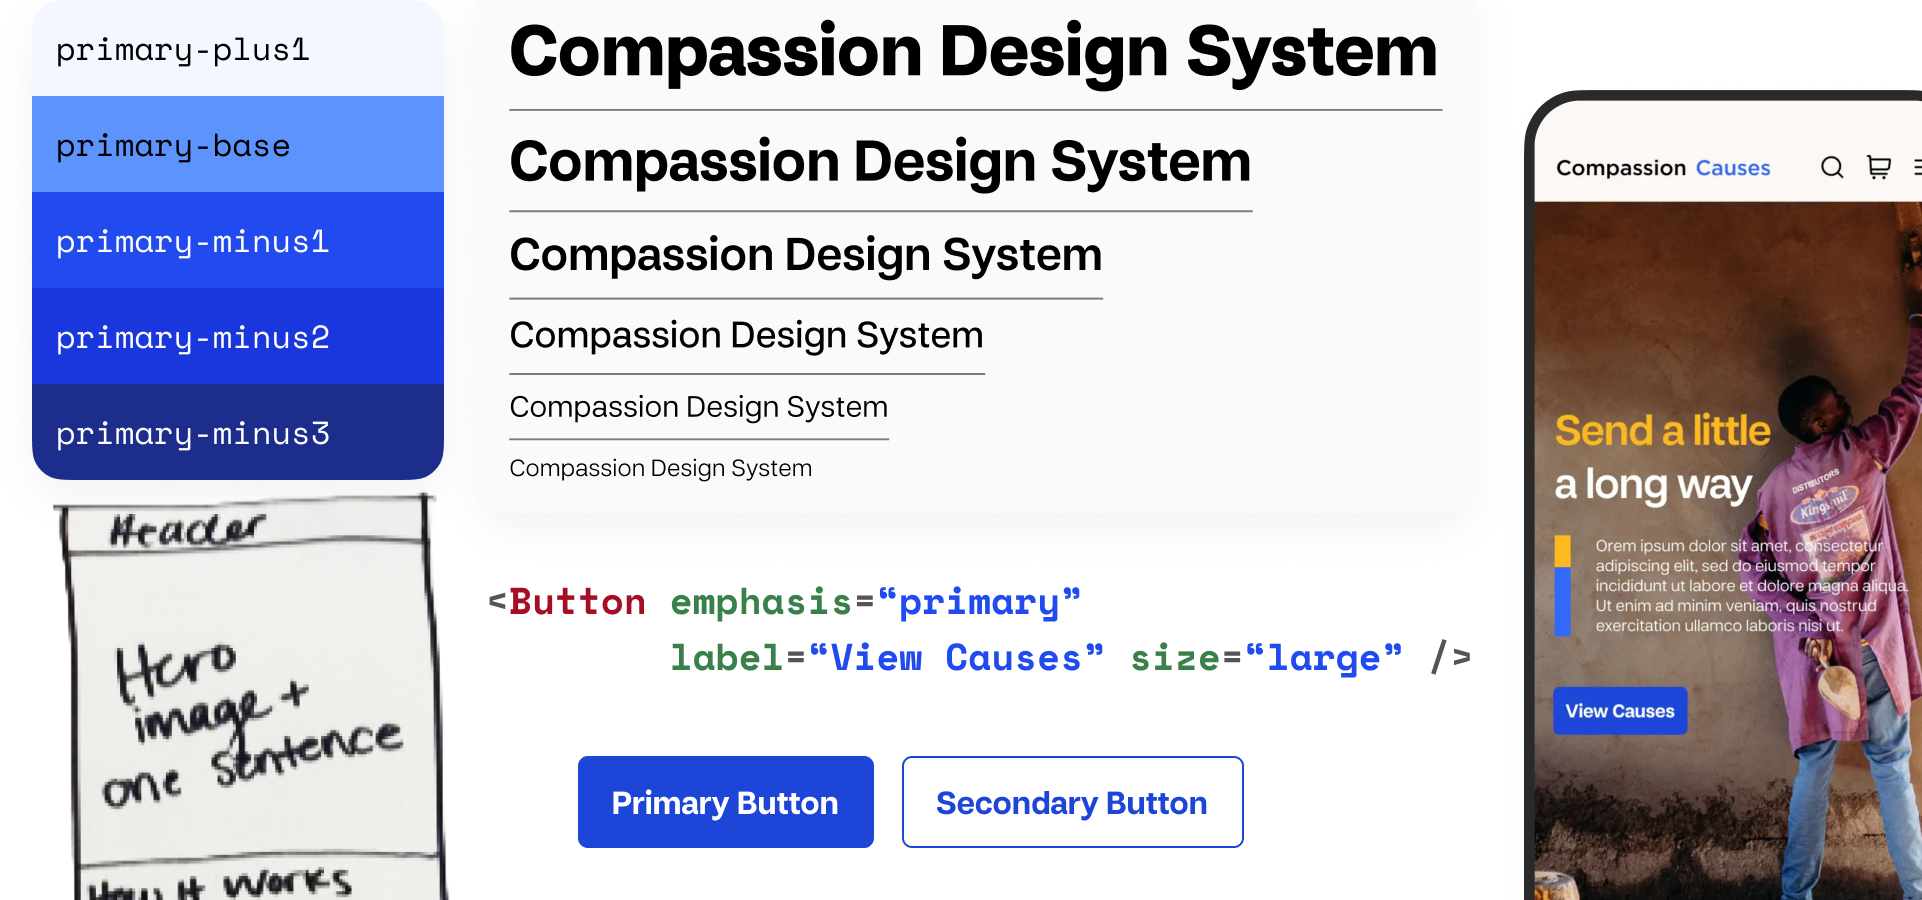 primary-plus1
primary-base
primary-minus1
primary-minus2
primary-minus3
Compassion Design System
Compassion Design System
Compassion Design System
Compassion Design System
Compassion Design System
Compassion Design System
Header
Hero
image +
one sentence
How It Works
<Button emphasis=“primary”
label=“View Causes” size=“large” />
Primary Button
Secondary Button
Compassion Causes
Send a little
a long way
DISTRIBUTORS
Orem ipsum dolor sit amet, consectetur
adipiscing elit, sed do eiusmod tempor
incididunt ut labore et dolore magna aliqua.
Ut enim ad minim veniam, quis nostrud
exercitation ullamco laboris nisi ut.
View Causes